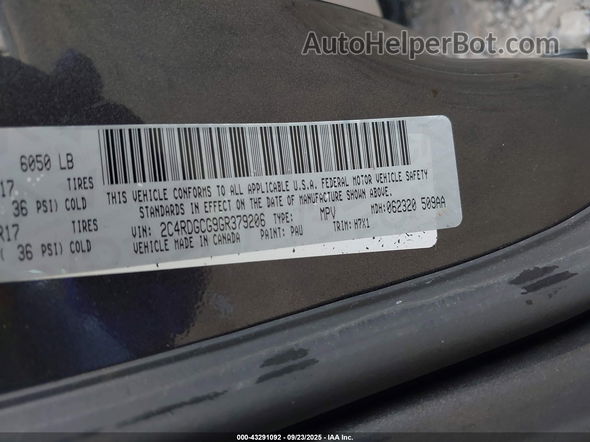 AutoHelperBot.com
6050 LB
17 TIRES
36 PSI) COLD
R17 TIRES
( 36 PSI) COLD
THIS VEHICLE CONFORMS TO ALL APPLICABLE U.S.A. FEDERAL MOTOR VEHICLE SAFETY
STANDARDS IN EFFECT ON THE DATE OF MANUFACTURE SHOWN ABOVE.
VIN: 2C4RDGCG9GR379206 TYPE: MPV MDH:062320 509AA
VEHICLE MADE IN CANADA PAINT: PAU TRIM: H7X1
000-43291092 - 09/23/2025 - IAA Inc.